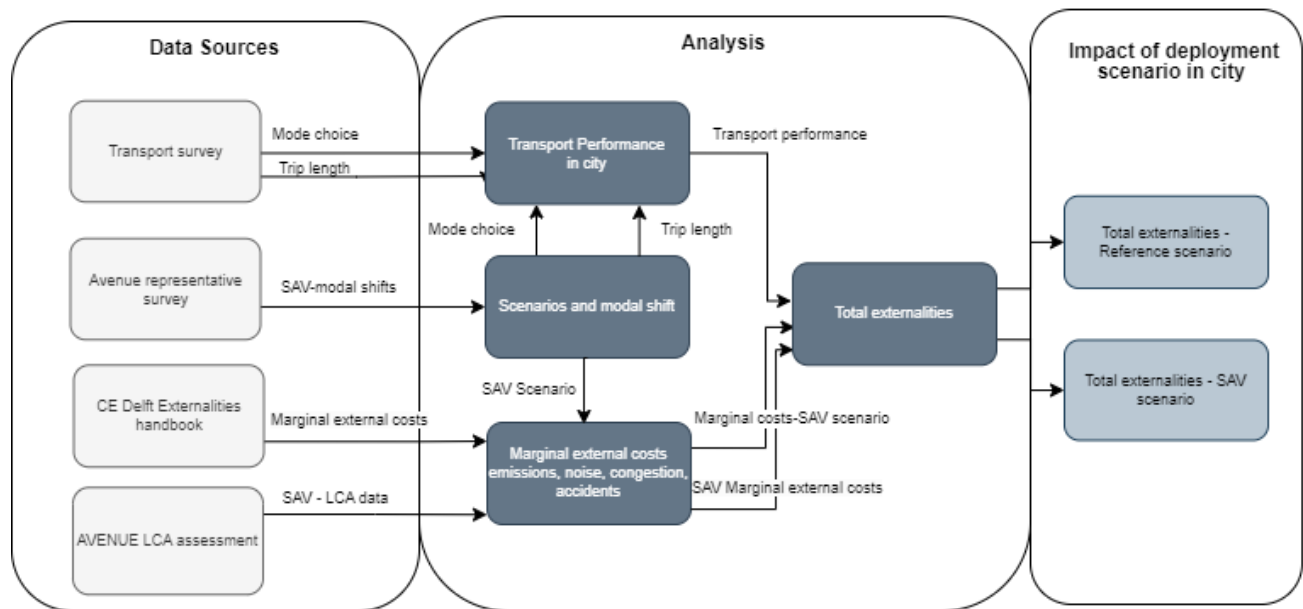 Data Sources
Analysis
Impact of deployment
scenario in city
Transport survey
Mode choice
Trip length
Transport Performance
in city
Transport performance
Mode choice
Trip length
Avenue representative
survey
SAV-modal shifts
Scenarios and modal shift
Total externalities
Total externalities -
Reference scenario
Total externalities - SAV
scenario
SAV Scenario
CE Delft Externalities
handbook
Marginal external costs
Marginal external costs
emissions, noise, congestion,
accidents
Marginal costs-SAV scenario
SAV Marginal external costs
SAV - LCA data
AVENUE LCA assessment